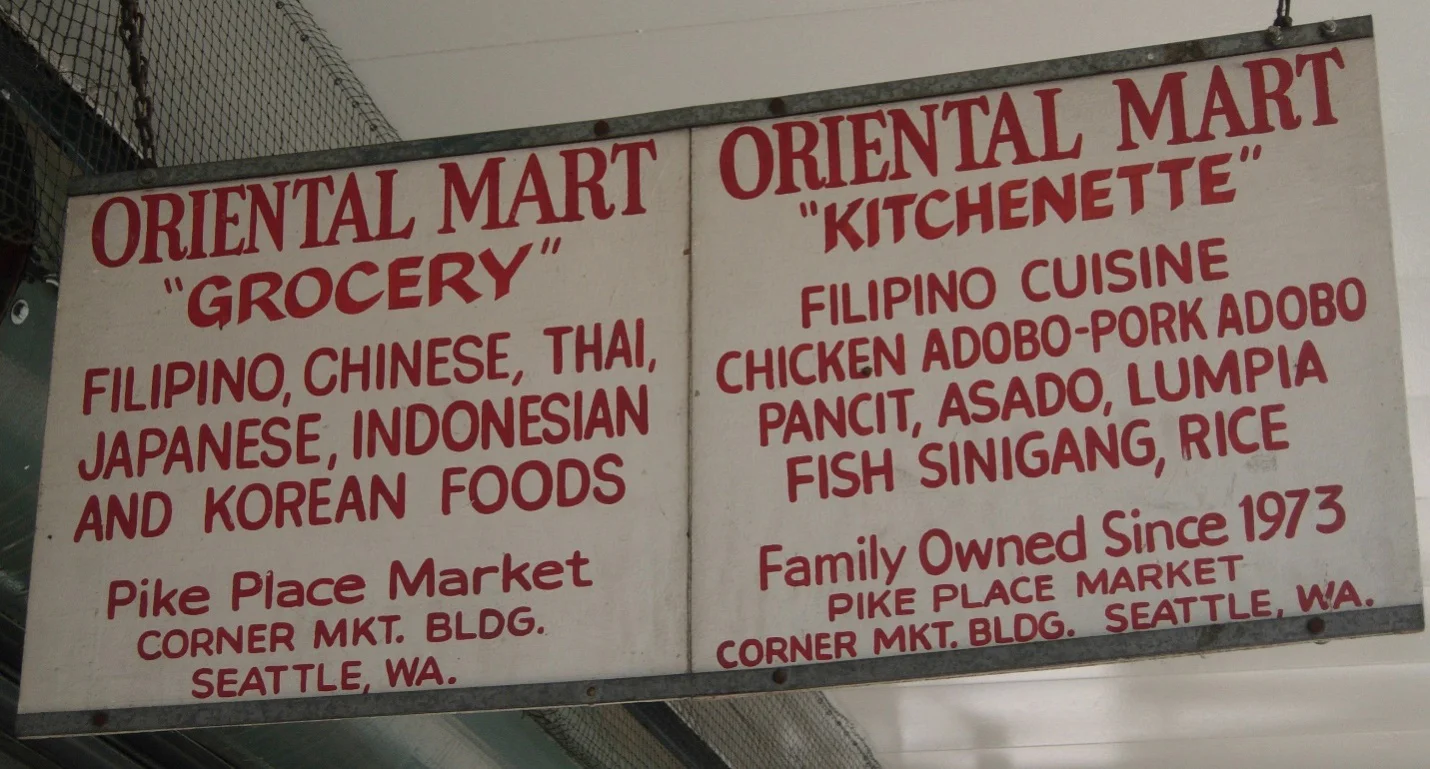 ORIENTAL MART
"GROCERY"
FILIPINO, CHINESE, THAI,
JAPANESE, INDONESIAN
AND KOREAN FOODS
Pike Place Market
CORNER MKT. BLDG.
SEATTLE, WA.
ORIENTAL MART
"KITCHENETTE"
FILIPINO CUISINE
CHICKEN ADOBO-PORK ADOBO
PANCIT, ASADO, LUMPIA
FISH SINIGANG, RICE
Family Owned Since 1973
PIKE PLACE MARKET
CORNER MKT. BLDG. SEATTLE, WA.